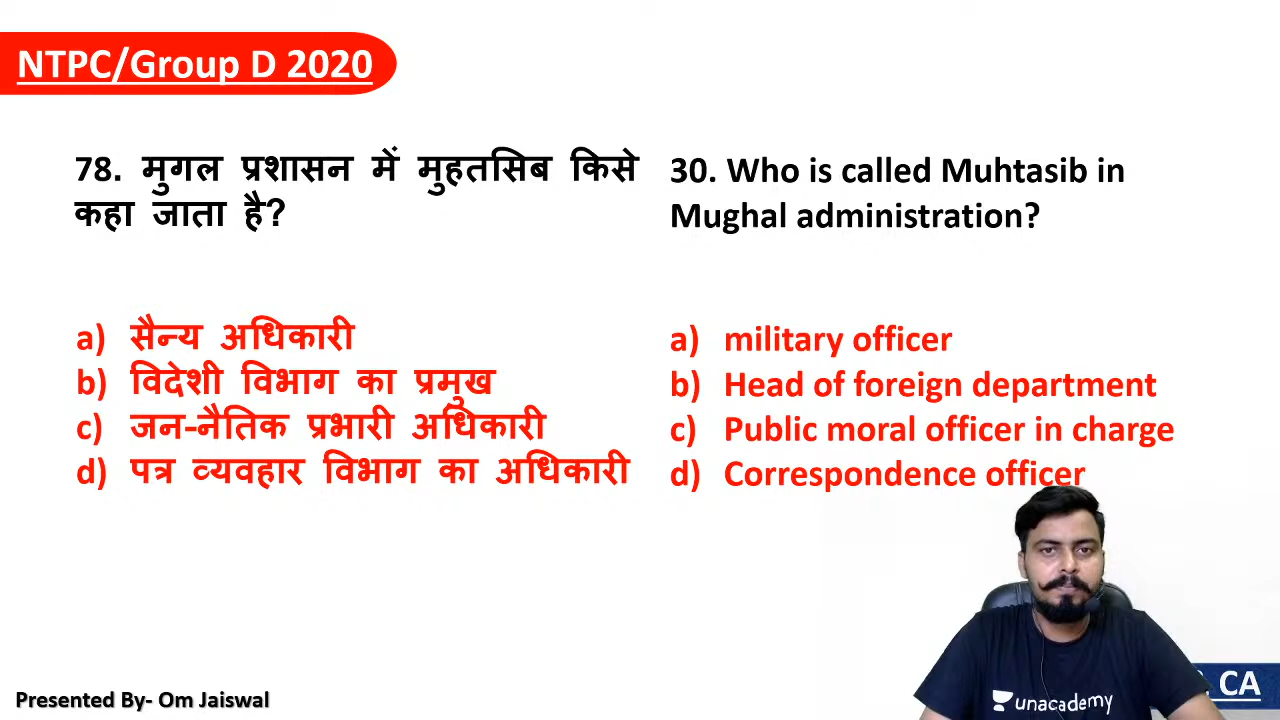 NTPC/Group D 2020
78. मुगल प्रशासन में मुहतसिब किसे
कहा जाता है?
a) सैन्य अधिकारी
b) विदेशी विभाग का प्रमुख
c) जन-नैतिक प्रभारी अधिकारी
d) पत्र व्यवहार विभाग का अधिकारी
30. Who is called Muhtasib in
Mughal administration?
a) military officer
b) Head of foreign department
c) Public moral officer in charge
d) Correspondence officer
unacademy
CA
Presented By- Om Jaiswal